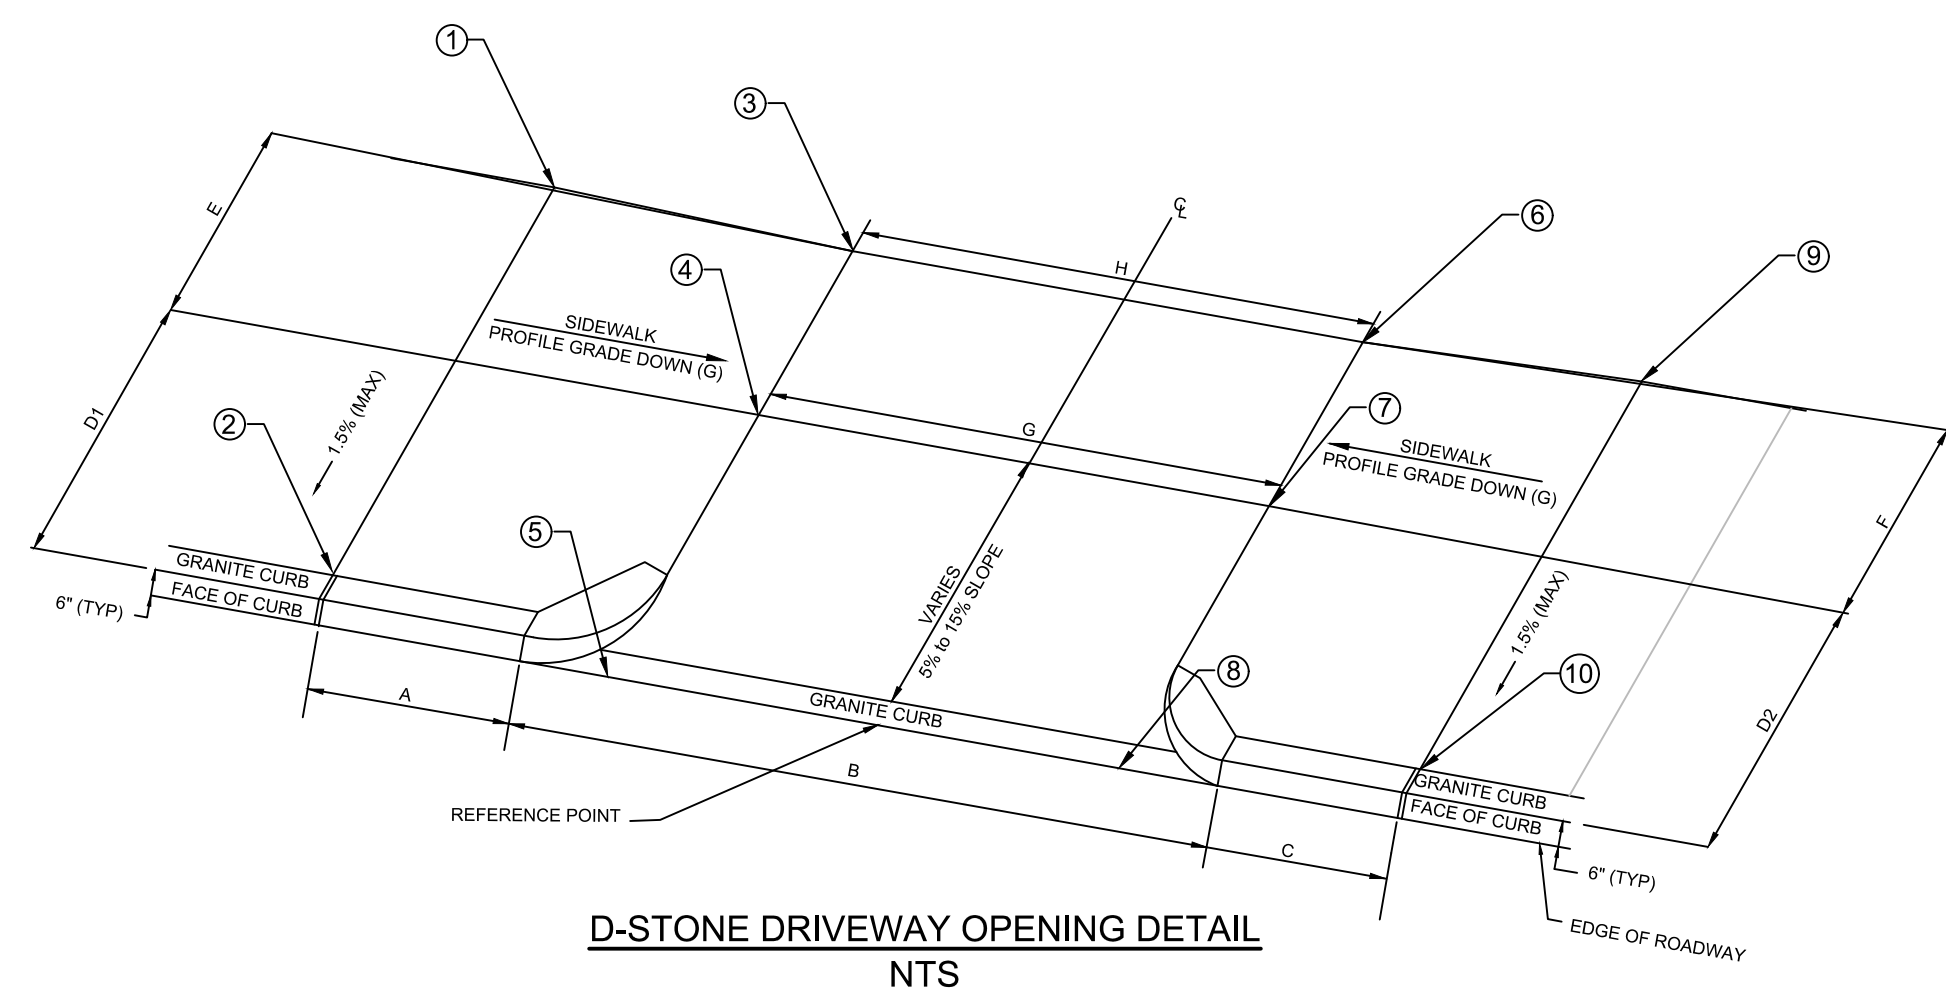 1
3
℄
6
9
E
H
4
SIDEWALK
PROFILE GRADE DOWN (G)
D1
1.5% (MAX)
2
G
7
SIDEWALK
PROFILE GRADE DOWN (G)
F
5
GRANITE CURB
FACE OF CURB
6" (TYP)
VARIES
5% to 15% SLOPE
1.5% (MAX)
8
10
A
GRANITE CURB
D2
B
REFERENCE POINT
GRANITE CURB
FACE OF CURB
C
6" (TYP)
EDGE OF ROADWAY
D-STONE DRIVEWAY OPENING DETAIL
NTS